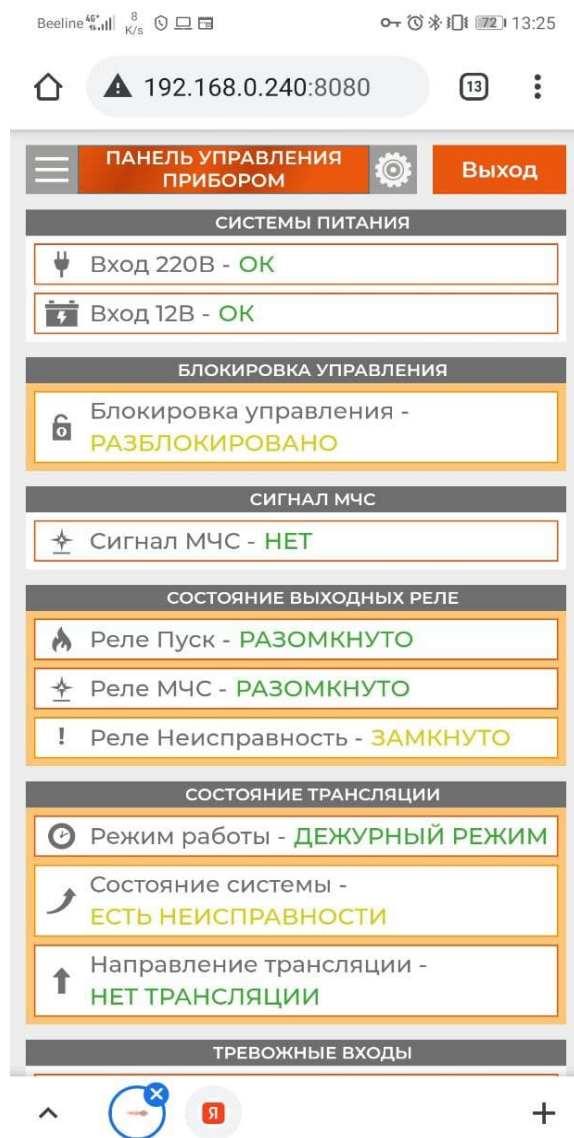 Beeline 4G+ 8 K/s 72 13:25
192.168.0.240:8080 13
ПАНЕЛЬ УПРАВЛЕНИЯ
ПРИБОРОМ
Выход
СИСТЕМЫ ПИТАНИЯ
Вход 220В - ОК
Вход 12В - ОК
БЛОКИРОВКА УПРАВЛЕНИЯ
Блокировка управления -
РАЗБЛОКИРОВАНО
СИГНАЛ МЧС
Сигнал МЧС - НЕТ
СОСТОЯНИЕ ВЫХОДНЫХ РЕЛЕ
Реле Пуск - РАЗОМКНУТО
Реле МЧС - РАЗОМКНУТО
! Реле Неисправность - ЗАМКНУТО
СОСТОЯНИЕ ТРАНСЛЯЦИИ
Режим работы - ДЕЖУРНЫЙ РЕЖИМ
Состояние системы -
ЕСТЬ НЕИСПРАВНОСТИ
Направление трансляции -
НЕТ ТРАНСЛЯЦИИ
ТРЕВОЖНЫЕ ВХОДЫ
Я